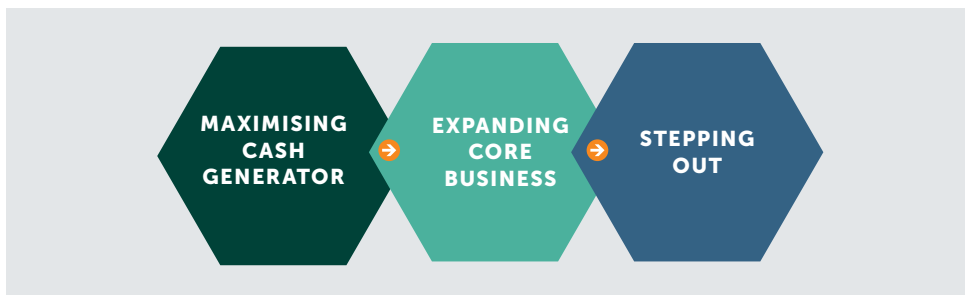 MAXIMISING
CASH
GENERATOR
EXPANDING
CORE
BUSINESS
STEPPING
OUT